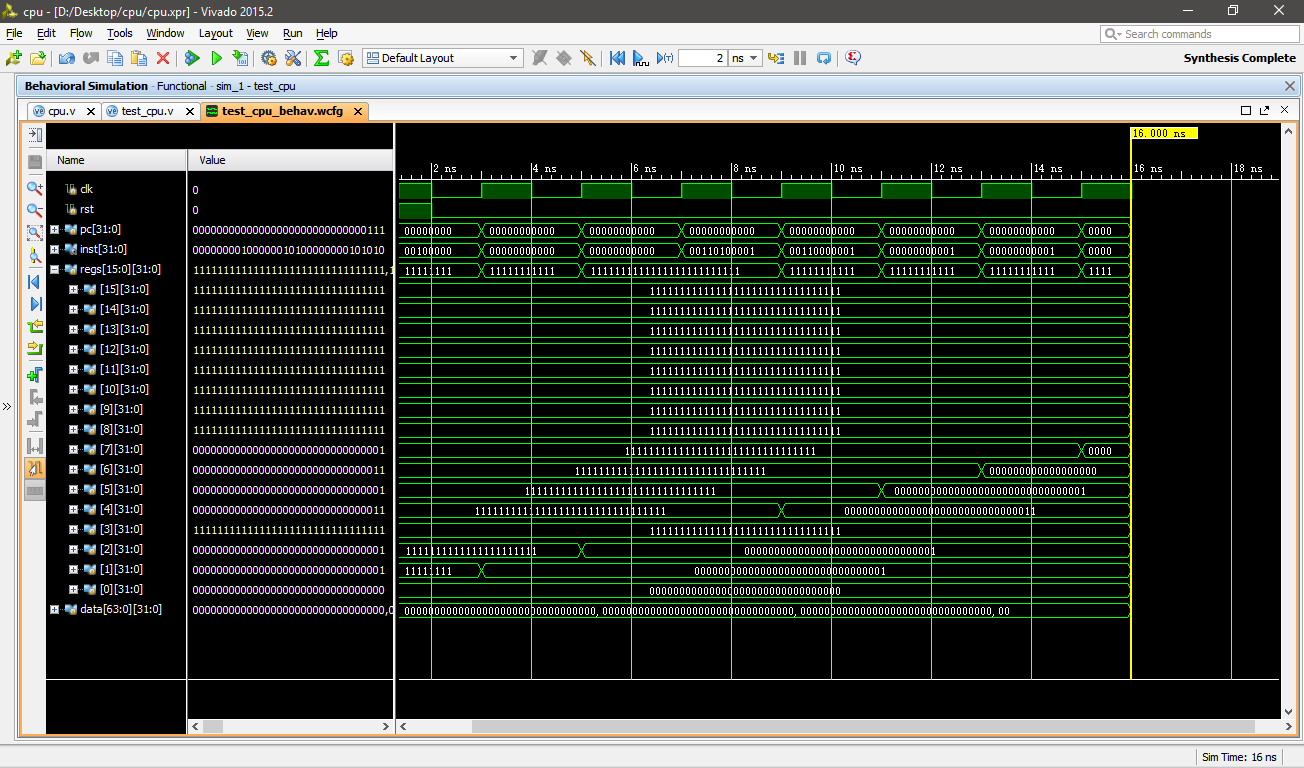 cpu - [D:/Desktop/cpu/cpu.xpr] - Vivado 2015.2
File Edit Flow Tools Window Layout View Run Help
Search commands
Default Layout
(T)
2 ns
Synthesis Complete
Behavioral Simulation - Functional - sim_1 - test_cpu
cpu.v test_cpu.v test_cpu_behav.wcfg
16.000 ns
Name Value
2 ns 4 ns 6 ns 8 ns 10 ns 12 ns 14 ns 16 ns 18 ns
clk 0
rst 0
pc[31:0] 00000000000000000000000000000111 00000000 00000000000 00000000000 00000000000 00000000000 00000000000 00000000000 0000
inst[31:0] 00000000100000010100000000101010 00100000 00000000000 00000000000 00110100001 00110000001 00000000001 00000000001 0000
regs[15:0][31:0] 11111111111111111111111111111111,1 11111111 11111111111 111111111111111111111111 11111111111 11111111111 11111111111 1111
[15][31:0] 11111111111111111111111111111111 11111111111111111111111111111111
[14][31:0] 11111111111111111111111111111111 11111111111111111111111111111111
[13][31:0] 11111111111111111111111111111111 11111111111111111111111111111111
[12][31:0] 11111111111111111111111111111111 11111111111111111111111111111111
[11][31:0] 11111111111111111111111111111111 11111111111111111111111111111111
[10][31:0] 11111111111111111111111111111111 11111111111111111111111111111111
[9][31:0] 11111111111111111111111111111111 11111111111111111111111111111111
[8][31:0] 11111111111111111111111111111111 11111111111111111111111111111111
[7][31:0] 00000000000000000000000000000001 11111111111111111111111111111111 0000
[6][31:0] 00000000000000000000000000000011 11111111111111111111111111111111 000000000000000000
[5][31:0] 00000000000000000000000000000001 11111111111111111111111111111111 00000000000000000000000000000001
[4][31:0] 00000000000000000000000000000011 11111111111111111111111111111111 00000000000000000000000000000011
[3][31:0] 11111111111111111111111111111111 11111111111111111111111111111111
[2][31:0] 00000000000000000000000000000001 1111111111111111111111 00000000000000000000000000000001
[1][31:0] 00000000000000000000000000000001 11111111 00000000000000000000000000000001
[0][31:0] 00000000000000000000000000000000 00000000000000000000000000000000
data[63:0][31:0] 00000000000000000000000000000000,0 00000000000000000000000000000000, 00000000000000000000000000000000, 00000000000000000000000000000000, 00
Sim Time: 16 ns